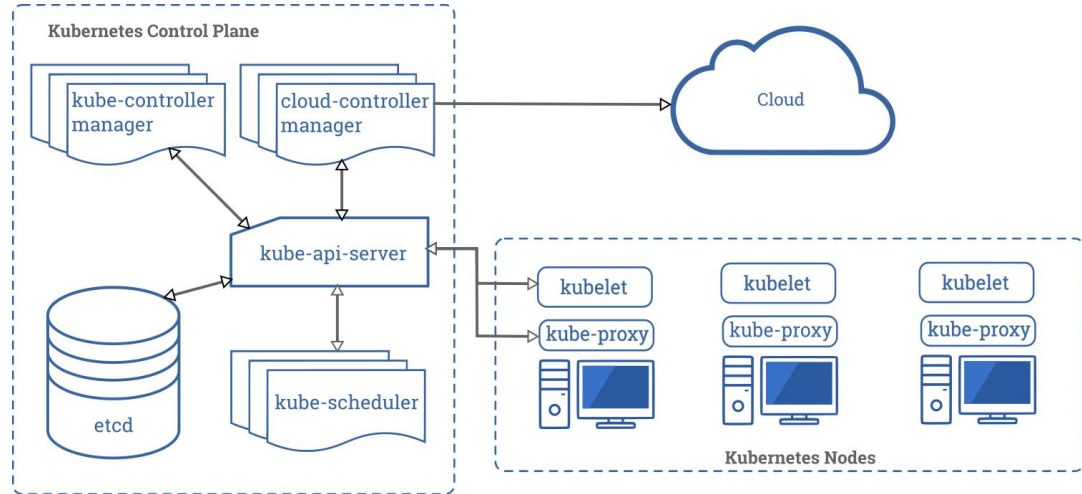 Kubernetes Control Plane
kube-controller
manager
cloud-controller
manager
Cloud
kube-api-server
etcd
kube-scheduler
kubelet
kube-proxy
kubelet
kube-proxy
kubelet
kube-proxy
Kubernetes Nodes